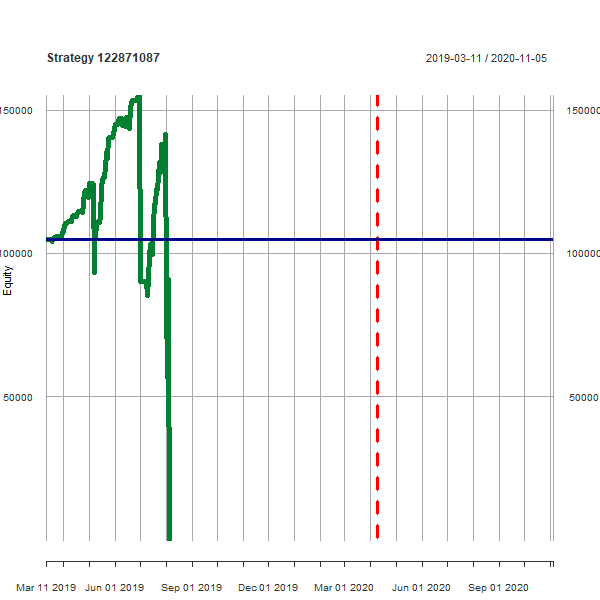 Strategy 122871087
2019-03-11 / 2020-11-05
150000 150000
100000 100000
Equity
50000 50000
Mar 11 2019 Jun 01 2019 Sep 01 2019 Dec 01 2019 Mar 01 2020 Jun 01 2020 Sep 01 2020